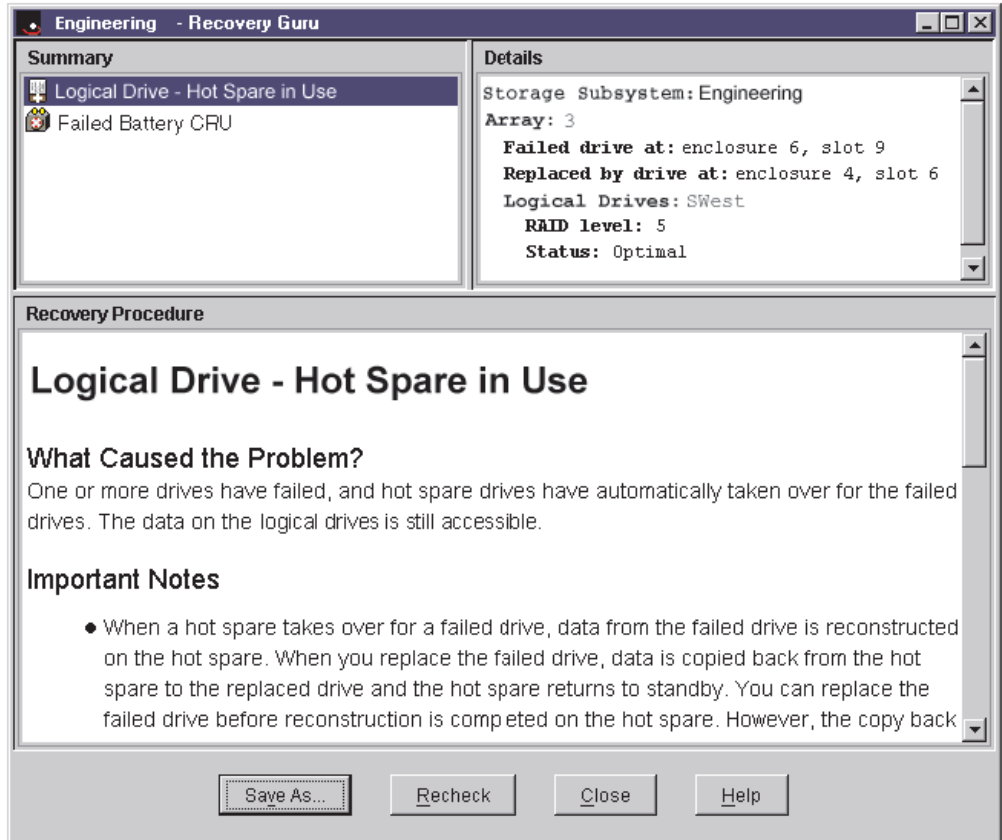 Engineering - Recovery Guru
Summary
Logical Drive - Hot Spare in Use
Failed Battery CRU
Details
Storage Subsystem: Engineering
Array: 3
Failed drive at: enclosure 6, slot 9
Replaced by drive at: enclosure 4, slot 6
Logical Drives: SWest
RAID level: 5
Status: Optimal
Recovery Procedure
Logical Drive - Hot Spare in Use
What Caused the Problem?
One or more drives have failed, and hot spare drives have automatically taken over for the failed
drives. The data on the logical drives is still accessible.
Important Notes
● When a hot spare takes over for a failed drive, data from the failed drive is reconstructed
on the hot spare. When you replace the failed drive, data is copied back from the hot
spare to the replaced drive and the hot spare returns to standby. You can replace the
failed drive before reconstruction is competed on the hot spare. However, the copy back
Save As...
Recheck
Close
Help